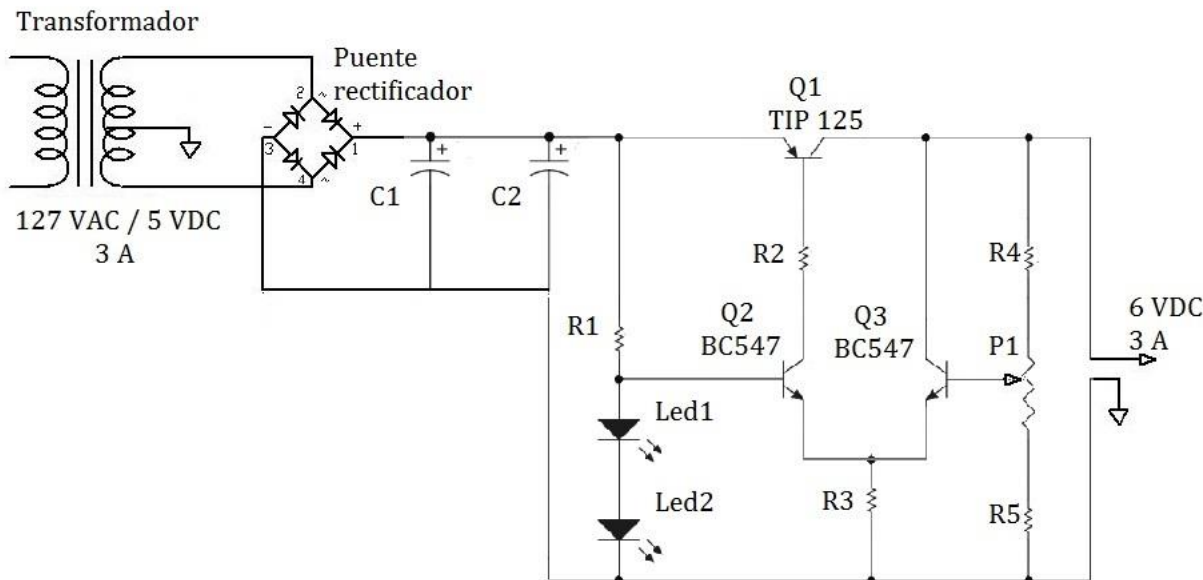 Transformador
Puente
rectificador
2 ~
- +
3 1
4 ~
127 VAC / 5 VDC
3 A
+
C1
+
C2
Q1
TIP 125
R2
R4
R1
Q2
BC547
Q3
BC547
P1
6 VDC
3 A
Led1
Led2
R3
R5